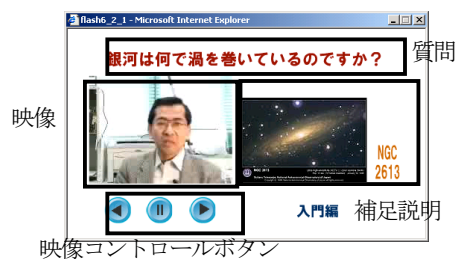 flash6_2_1 - Microsoft Internet Explorer
銀河は何で渦を巻いているのですか？
質問
映像
NGC 2613
NGC
2613
入門編
補足説明
映像コントロールボタン